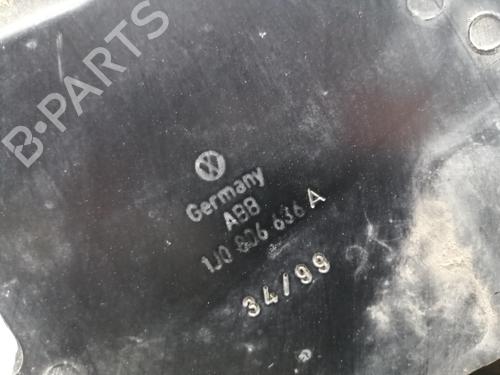 B-PARTS
Germany
ABB
1J0 806 636 A
34/99